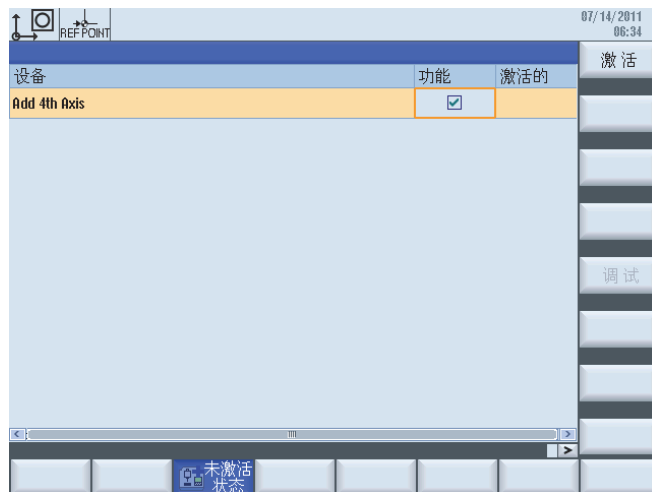 REF POINT
07/14/2011
06:34
激活
设备 功能 激活的
Add 4th Axis
调试
未激活
状态